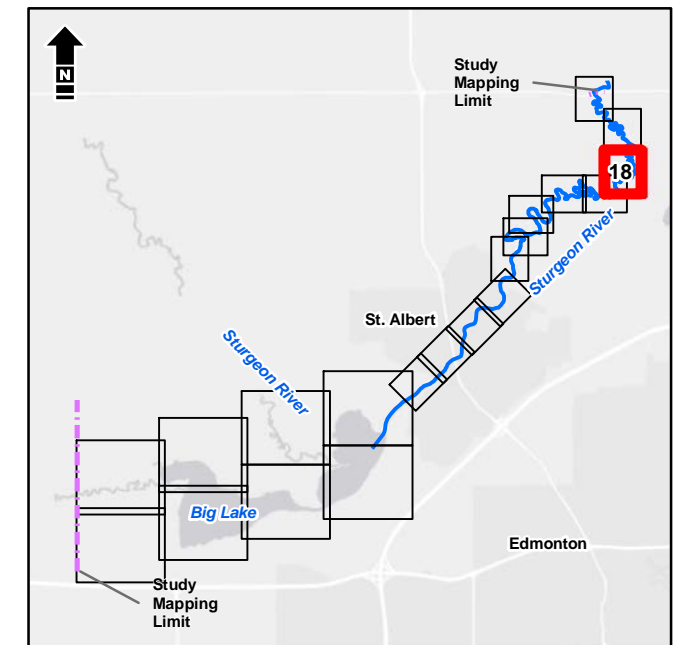 N
Study
Mapping
Limit
18
Sturgeon River
St. Albert
Sturgeon River
Big Lake
Edmonton
Study
Mapping
Limit